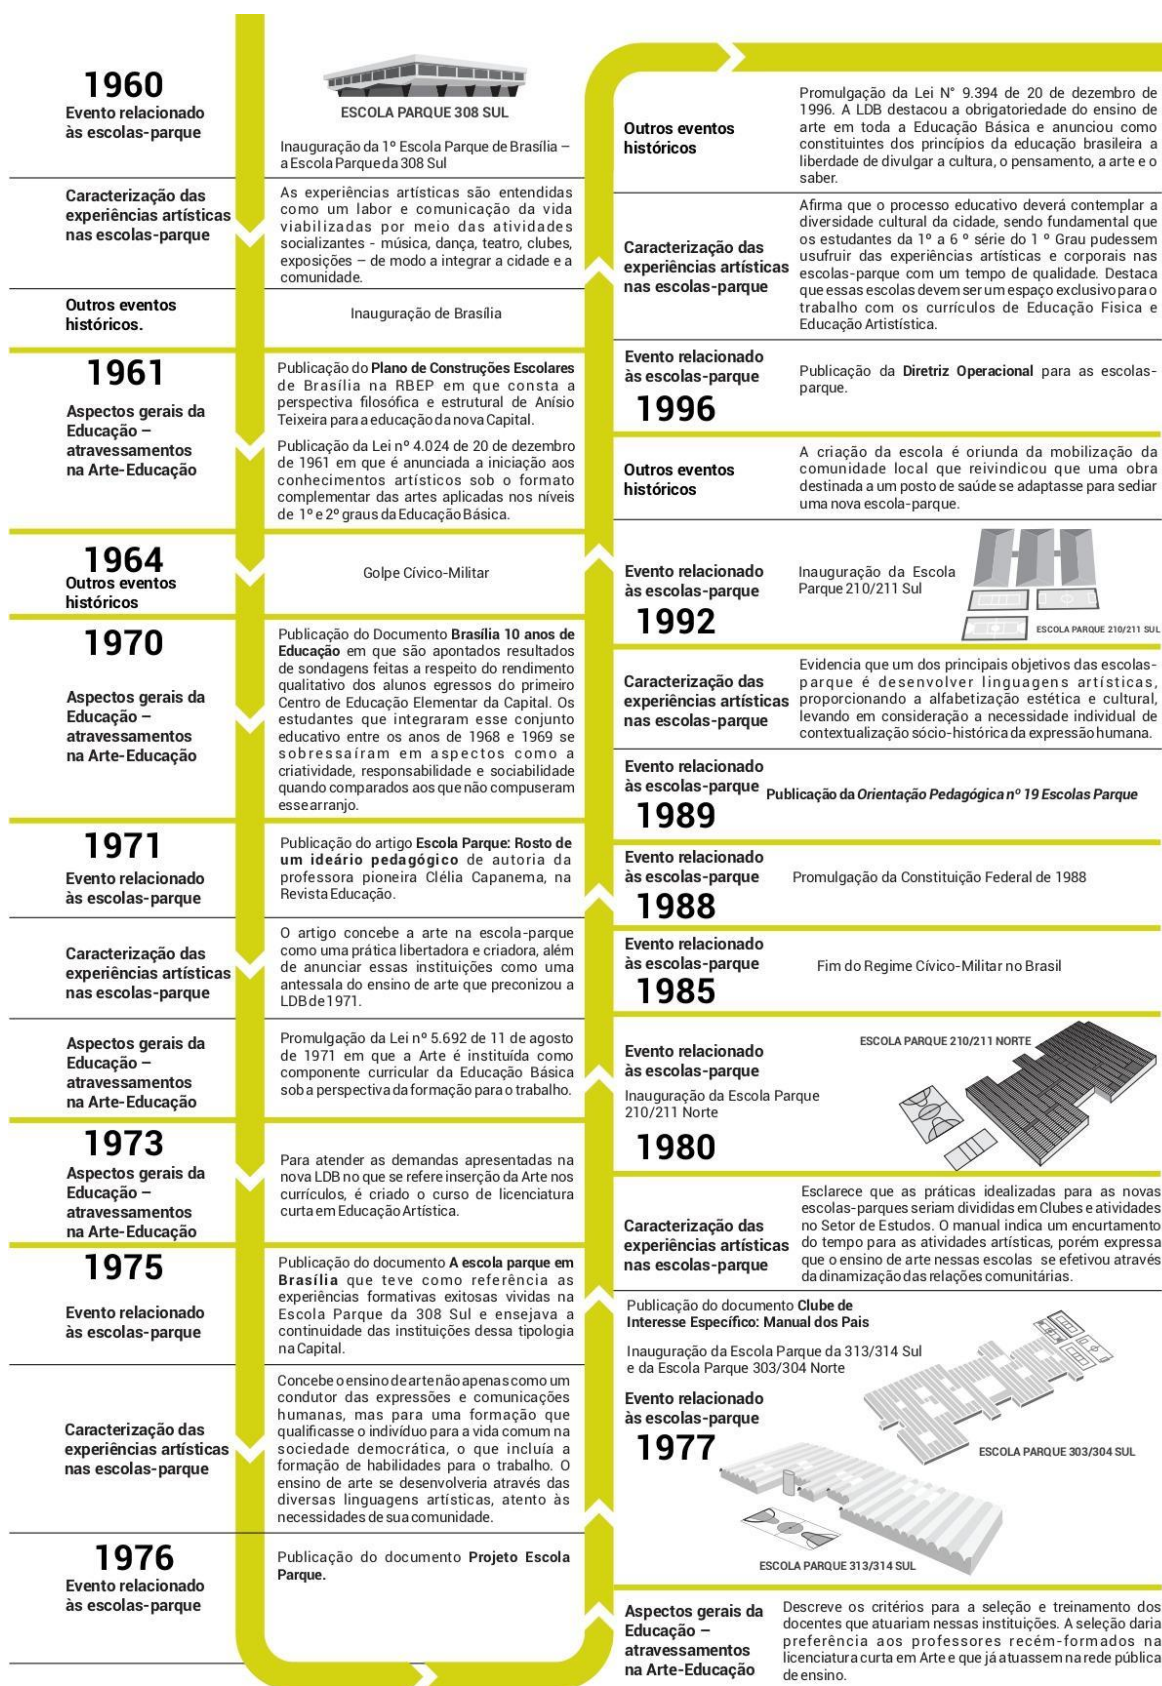 1960
Evento relacionado
às escolas-parque
ESCOLA PARQUE 308 SUL
Inauguração da 1º Escola Parque de Brasília –
a Escola Parque da 308 Sul
Caracterização das
experiências artísticas
nas escolas-parque
As experiências artísticas são entendidas
como um labor e comunicação da vida
viabilizadas por meio das atividades
socializantes - música, dança, teatro, clubes,
exposições – de modo a integrar a cidade e a
comunidade.
Outros eventos
históricos.
Inauguração de Brasília
1961
Aspectos gerais da
Educação –
atravessamentos
na Arte-Educação
Publicação do Plano de Construções Escolares
de Brasília na RBEP em que consta a
perspectiva filosófica e estrutural de Anísio
Teixeira para a educação da nova Capital.
Publicação da Lei nº 4.024 de 20 de dezembro
de 1961 em que é anunciada a iniciação aos
conhecimentos artísticos sob o formato
complementar das artes aplicadas nos níveis
de 1º e 2º graus da Educação Básica.
1964
Outros eventos
históricos
Golpe Cívico-Militar
1970
Aspectos gerais da
Educação –
atravessamentos
na Arte-Educação
Publicação do Documento Brasília 10 anos de
Educação em que são apontados resultados
de sondagens feitas a respeito do rendimento
qualitativo dos alunos egressos do primeiro
Centro de Educação Elementar da Capital. Os
estudantes que integraram esse conjunto
educativo entre os anos de 1968 e 1969 se
sobressaíram em aspectos como a
criatividade, responsabilidade e sociabilidade
quando comparados aos que não compuseram
essearranjo.
1971
Evento relacionado
às escolas-parque
Publicação do artigo Escola Parque: Rosto de
um ideário pedagógico de autoria da
professora pioneira Clélia Capanema, na
Revista Educação.
Caracterização das
experiências artísticas
nas escolas-parque
O artigo concebe a arte na escola-parque
como uma prática libertadora e criadora, além
de anunciar essas instituições como uma
antessala do ensino de arte que preconizou a
LDB de 1971.
Aspectos gerais da
Educação –
atravessamentos
na Arte-Educação
Promulgação da Lei nº 5.692 de 11 de agosto
de 1971 em que a Arte é instituída como
componente curricular da Educação Básica
sob a perspectiva da formação para o trabalho.
1973
Aspectos gerais da
Educação –
atravessamentos
na Arte-Educação
Para atender as demandas apresentadas na
nova LDB no que se refere inserção da Arte nos
currículos, é criado o curso de licenciatura
curta em Educação Artística.
1975
Evento relacionado
às escolas-parque
Publicação do documento A escola parque em
Brasília que teve como referência as
experiências formativas exitosas vividas na
Escola Parque da 308 Sul e ensejava a
continuidade das instituições dessa tipologia
na Capital.
Caracterização das
experiências artísticas
nas escolas-parque
Concebe o ensino de arte não apenas como um
condutor das expressões e comunicações
humanas, mas para uma formação que
qualificasse o indivíduo para a vida comum na
sociedade democrática, o que incluía a
formação de habilidades para o trabalho. O
ensino de arte se desenvolveria através das
diversas linguagens artísticas, atento às
necessidades de sua comunidade.
1976
Evento relacionado
às escolas-parque
Publicação do documento Projeto Escola
Parque.
Outros eventos
históricos
Promulgação da Lei N° 9.394 de 20 de dezembro de
1996. A LDB destacou a obrigatoriedade do ensino de
arte em toda a Educação Básica e anunciou como
constituintes dos princípios da educação brasileira a
liberdade de divulgar a cultura, o pensamento, a arte e o
saber.
Caracterização das
experiências artísticas
nas escolas-parque
Afirma que o processo educativo deverá contemplar a
diversidade cultural da cidade, sendo fundamental que
os estudantes da 1º a 6 º série do 1 º Grau pudessem
usufruir das experiências artísticas e corporais nas
escolas-parque com um tempo de qualidade. Destaca
que essas escolas devem ser um espaço exclusivo para o
trabalho com os currículos de Educação Fisica e
Educação Artistística.
Evento relacionado
às escolas-parque
1996
Publicação da Diretriz Operacional para as escolas-
parque.
Outros eventos
históricos
A criação da escola é oriunda da mobilização da
comunidade local que reivindicou que uma obra
destinada a um posto de saúde se adaptasse para sediar
uma nova escola-parque.
Evento relacionado
às escolas-parque
1992
Inauguração da Escola
Parque 210/211 Sul
ESCOLA PARQUE 210/211 SUL
Caracterização das
experiências artísticas
nas escolas-parque
Evidencia que um dos principais objetivos das escolas-
parque é desenvolver linguagens artísticas,
proporcionando a alfabetização estética e cultural,
levando em consideração a necessidade individual de
contextualização sócio-histórica da expressão humana.
Evento relacionado
às escolas-parque
1989
Publicação da Orientação Pedagógica nº 19 Escolas Parque
Evento relacionado
às escolas-parque
1988
Promulgação da Constituição Federal de 1988
Evento relacionado
às escolas-parque
1985
Fim do Regime Cívico-Militar no Brasil
ESCOLA PARQUE 210/211 NORTE
Evento relacionado
às escolas-parque
Inauguração da Escola Parque
210/211 Norte
1980
Caracterização das
experiências artísticas
nas escolas-parque
Esclarece que as práticas idealizadas para as novas
escolas-parques seriam divididas em Clubes e atividades
no Setor de Estudos. O manual indica um encurtamento
do tempo para as atividades artísticas, porém expressa
que o ensino de arte nessas escolas se efetivou através
da dinamização das relações comunitárias.
Publicação do documento Clube de
Interesse Específico: Manual dos Pais
Inauguração da Escola Parque da 313/314 Sul
e da Escola Parque 303/304 Norte
Evento relacionado
às escolas-parque
1977
ESCOLA PARQUE 303/304 SUL
ESCOLA PARQUE 313/314 SUL
Aspectos gerais da
Educação –
atravessamentos
na Arte-Educação
Descreve os critérios para a seleção e treinamento dos
docentes que atuariam nessas instituições. A seleção daria
preferência aos professores recém-formados na
licenciatura curta em Arte e que já atuassem na rede pública
de ensino.